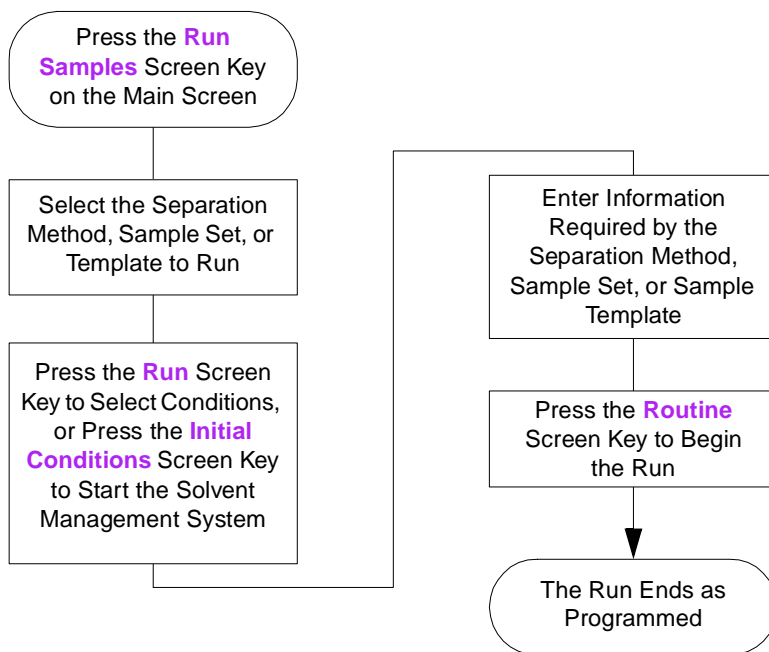 Press the Run
Samples Screen Key
on the Main Screen
Select the Separation
Method, Sample Set, or
Template to Run
Press the Run Screen
Key to Select Conditions,
or Press the Initial
Conditions Screen Key
to Start the Solvent
Management System
Enter Information
Required by the
Separation Method,
Sample Set, or Sample
Template
Press the Routine
Screen Key to Begin
the Run
The Run Ends as
Programmed